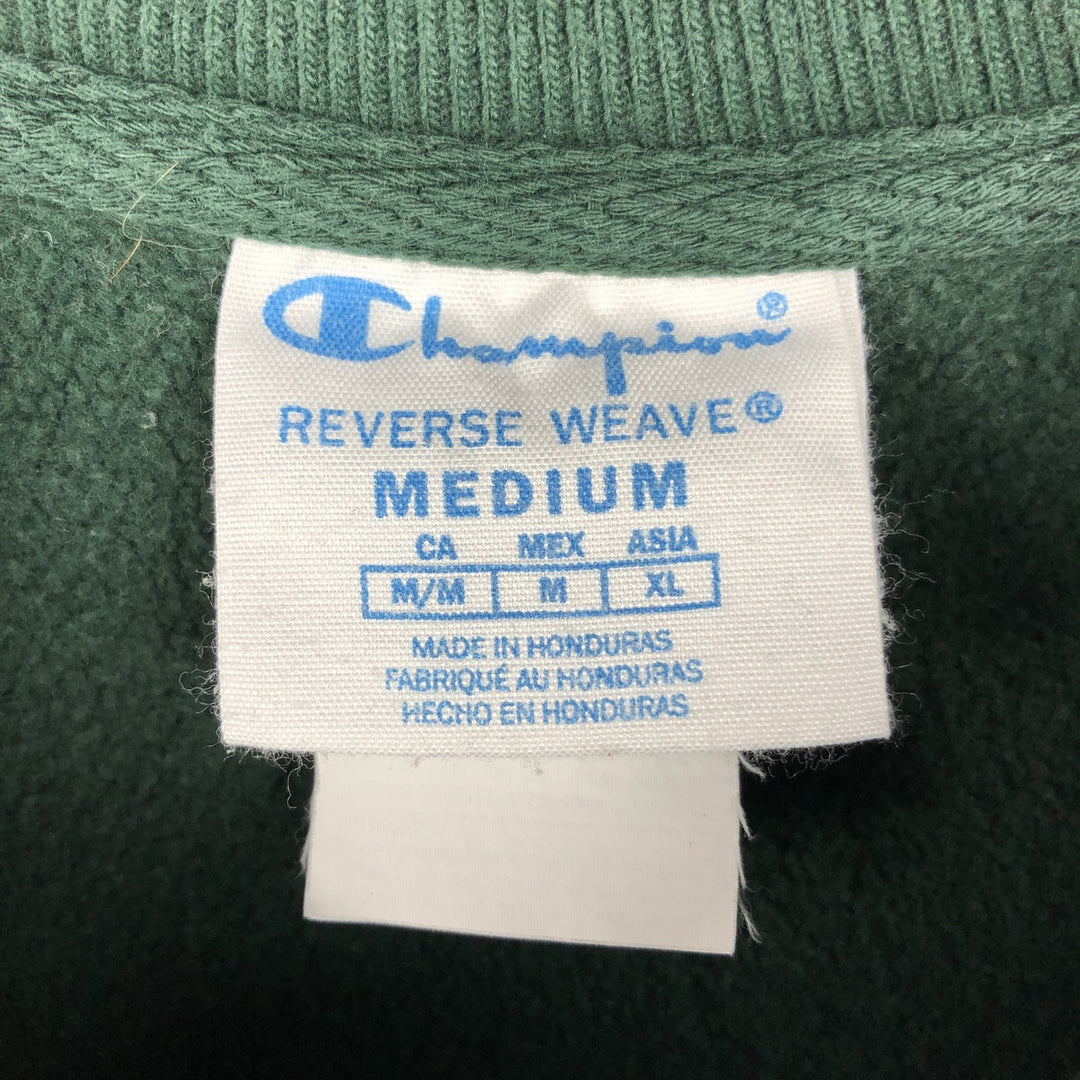 Champion®
REVERSE WEAVE®
MEDIUM
CA MEX ASIA
M/M M XL
MADE IN HONDURAS
FABRIQUÉ AU HONDURAS
HECHO EN HONDURAS